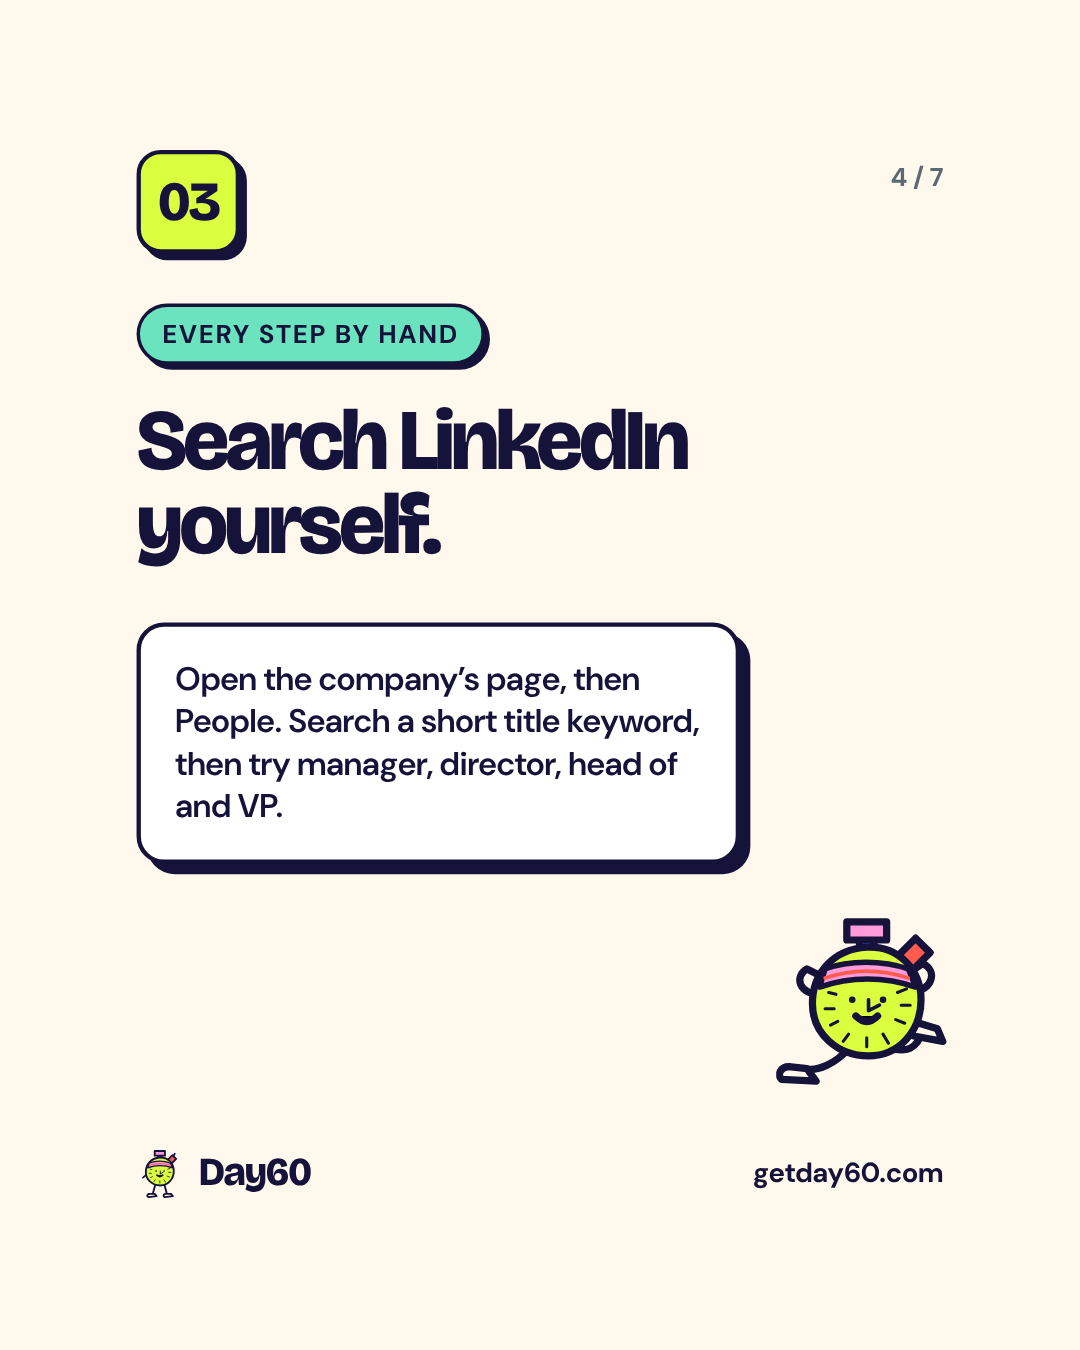 03
4 / 7
EVERY STEP BY HAND
Search LinkedIn
yourself.
Open the company’s page, then
People. Search a short title keyword,
then try manager, director, head of
and VP.
Day60
getday60.com